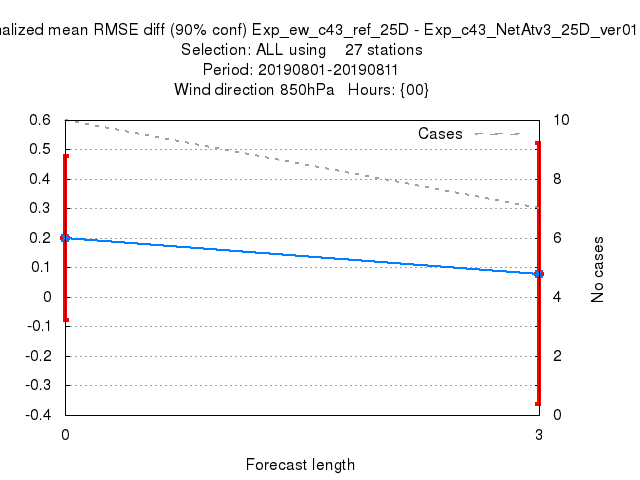 nalized mean RMSE diff (90% conf) Exp_ew_c43_ref_25D - Exp_c43_NetAtv3_25D_ver01
Selection: ALL using 27 stations
Period: 20190801-20190811
Wind direction 850hPa Hours: {00}
Cases
0.6
0.5
0.4
0.3
0.2
0.1
0
-0.1
-0.2
-0.3
-0.4
10
8
6
4
2
0
No cases
0 3
Forecast length